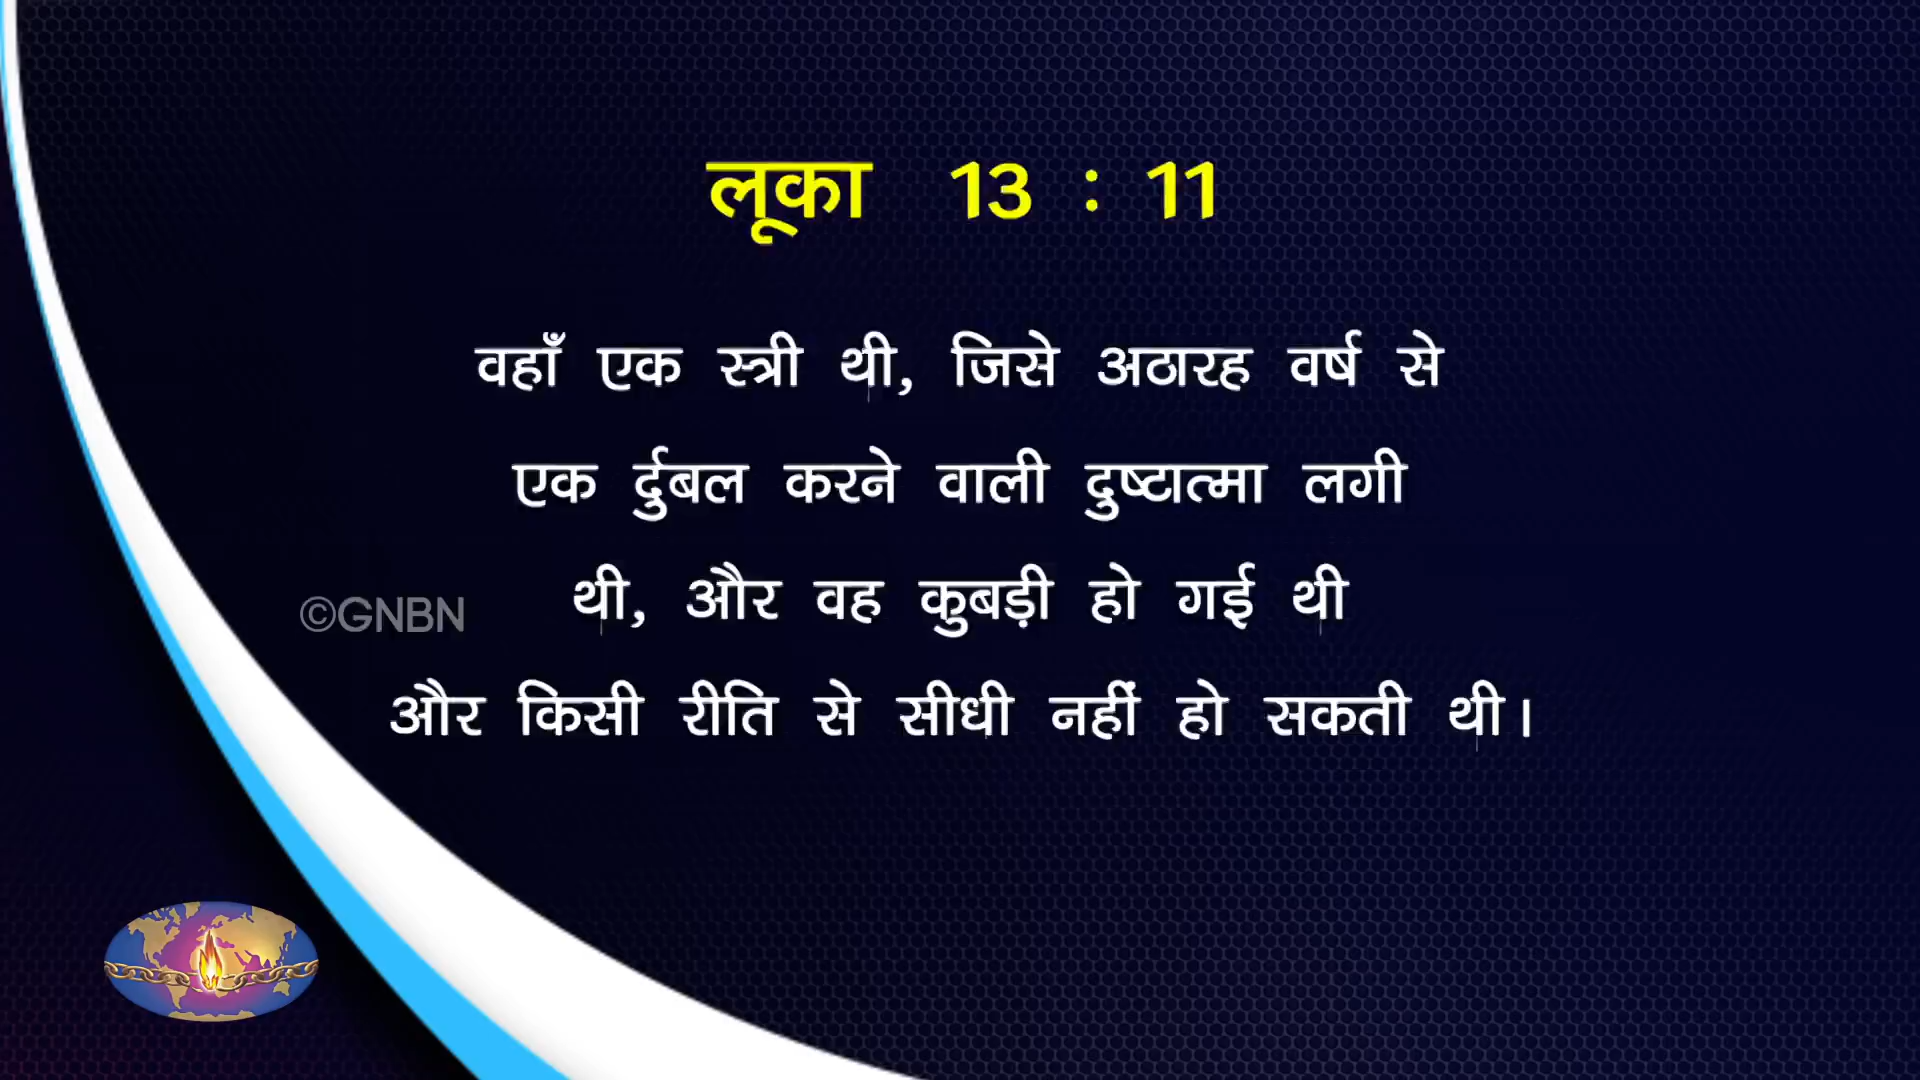 लूका 13 : 11
वहाँ एक स्त्री थी, जिसे अठारह वर्ष से
एक र्दुबल करने वाली दुष्टात्मा लगी
©GNBN
थी, और वह कुबड़ी हो गई थी
और किसी रीति से सीधी नहीं हो सकती थी।